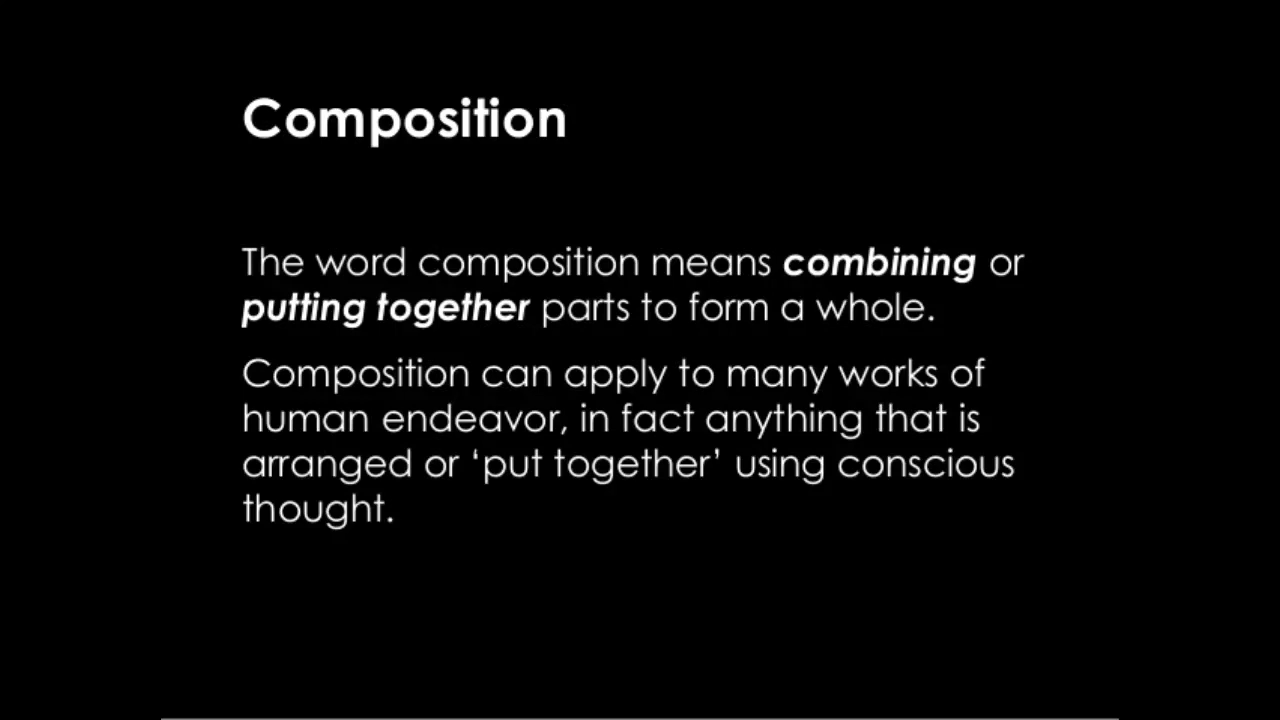 Composition
The word composition means combining or
putting together parts to form a whole.
Composition can apply to many works of
human endeavor, in fact anything that is
arranged or ‘put together’ using conscious
thought.